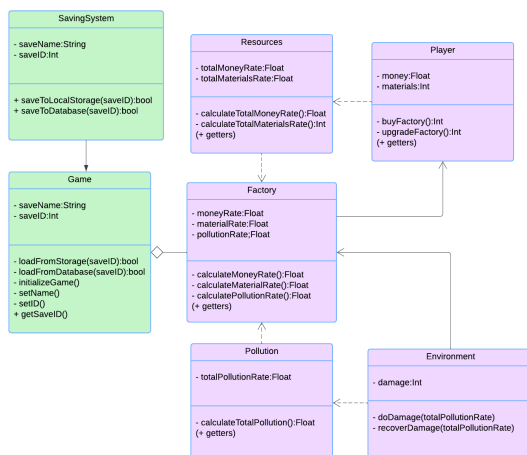 SavingSystem
- saveName:String
- saveID:Int
+ saveToLocalStorage(saveID):bool
+ saveToDatabase(saveID):bool
Resources
- totalMoneyRate:Float
- totalMaterialsRate:Float
- calculateTotalMoneyRate():Float
- calculateTotalMaterialsRate():Int
(+ getters)
Player
- money:Float
- materials:Int
- buyFactory():Int
- upgradeFactory():Int
(+ getters)
Game
- saveName:String
- saveID:Int
- loadFromStorage(saveID):bool
- loadFromDatabase(saveID):bool
- initializeGame()
- setName()
- setID()
+ getSaveID()
Factory
- moneyRate:Float
- materialRate:Float
- pollutionRate;Float
- calculateMoneyRate():Float
- calculateMaterialRate():Float
- calculatePollutionRate():Float
(+ getters)
Pollution
- totalPollutionRate:Float
- calculateTotalPollution():Float
(+ getters)
Environment
- damage:Int
- doDamage(totalPollutionRate)
- recoverDamage(totalPollutionRate)